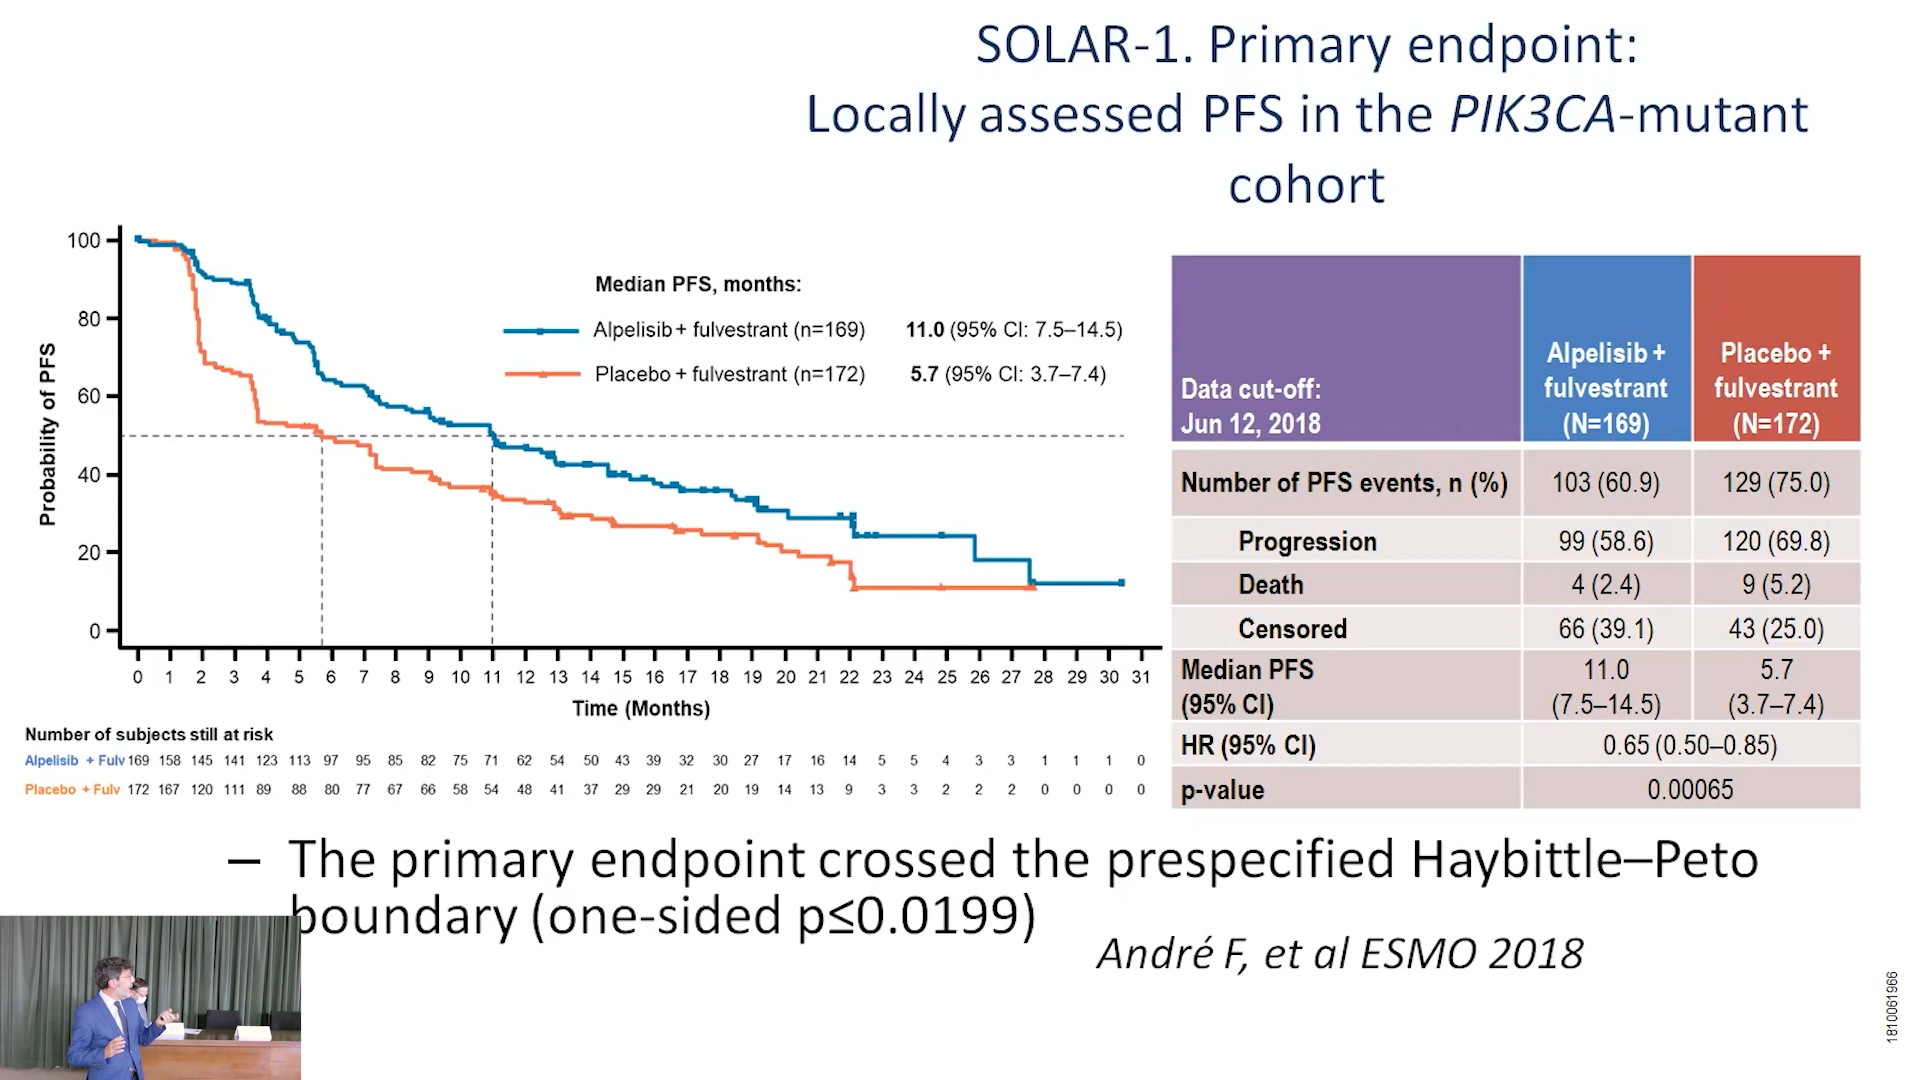 SOLAR-1. Primary endpoint:
Locally assessed PFS in the PIK3CA-mutant
cohort
Probability of PFS
100
80
60
40
20
0
Median PFS, months:
Alpelisib + fulvestrant (n=169) 11.0 (95% CI: 7.5–14.5)
Placebo + fulvestrant (n=172) 5.7 (95% CI: 3.7–7.4)
0 1 2 3 4 5 6 7 8 9 10 11 12 13 14 15 16 17 18 19 20 21 22 23 24 25 26 27 28 29 30 31
Time (Months)
Number of subjects still at risk
Alpelisib + Fulv 169 158 145 141 123 113 97 95 85 82 75 71 62 54 50 43 39 32 30 27 17 16 14 5 5 4 3 3 1 1 1 0
Placebo + Fulv 172 167 120 111 89 88 80 77 67 66 58 54 48 41 37 29 29 21 20 19 14 13 9 3 3 2 2 2 0 0 0 0
Data cut-off:
Jun 12, 2018
Alpelisib +
fulvestrant
(N=169)
Placebo +
fulvestrant
(N=172)
Number of PFS events, n (%) 103 (60.9) 129 (75.0)
Progression 99 (58.6) 120 (69.8)
Death 4 (2.4) 9 (5.2)
Censored 66 (39.1) 43 (25.0)
Median PFS 11.0 5.7
(95% CI) (7.5–14.5) (3.7–7.4)
HR (95% CI) 0.65 (0.50–0.85)
p-value 0.00065
– The primary endpoint crossed the prespecified Haybittle–Peto
boundary (one-sided p≤0.0199)
André F, et al ESMO 2018
1810061966